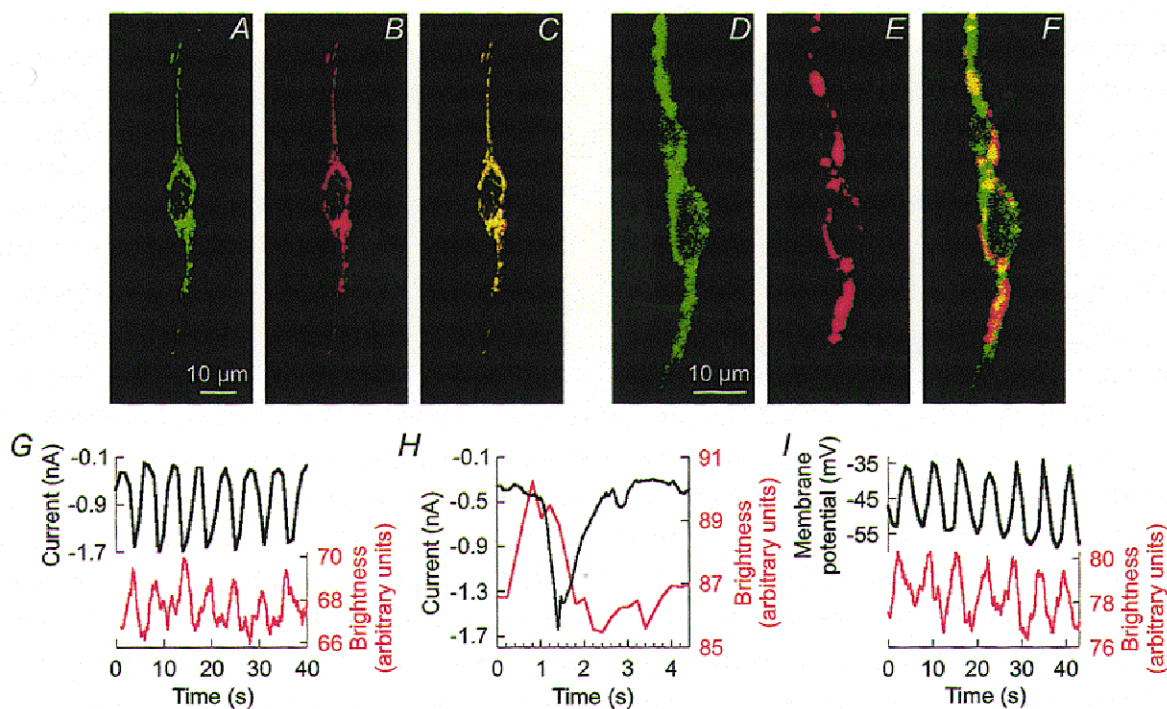 A B C D E F
10 μm 10 μm
G
Current (nA)
-0.1
-0.9
-1.7
70
68
66
Brightness
(arbitrary units)
0 10 20 30 40
Time (s)
H
Current (nA)
-0.1
-0.5
-0.9
-1.3
-1.7
91
89
87
85
Brightness
(arbitrary units)
0 1 2 3 4
Time (s)
I
Membrane
potential (mV)
-35
-45
-55
80
78
76
Brightness
(arbitrary units)
0 10 20 30 40
Time (s)